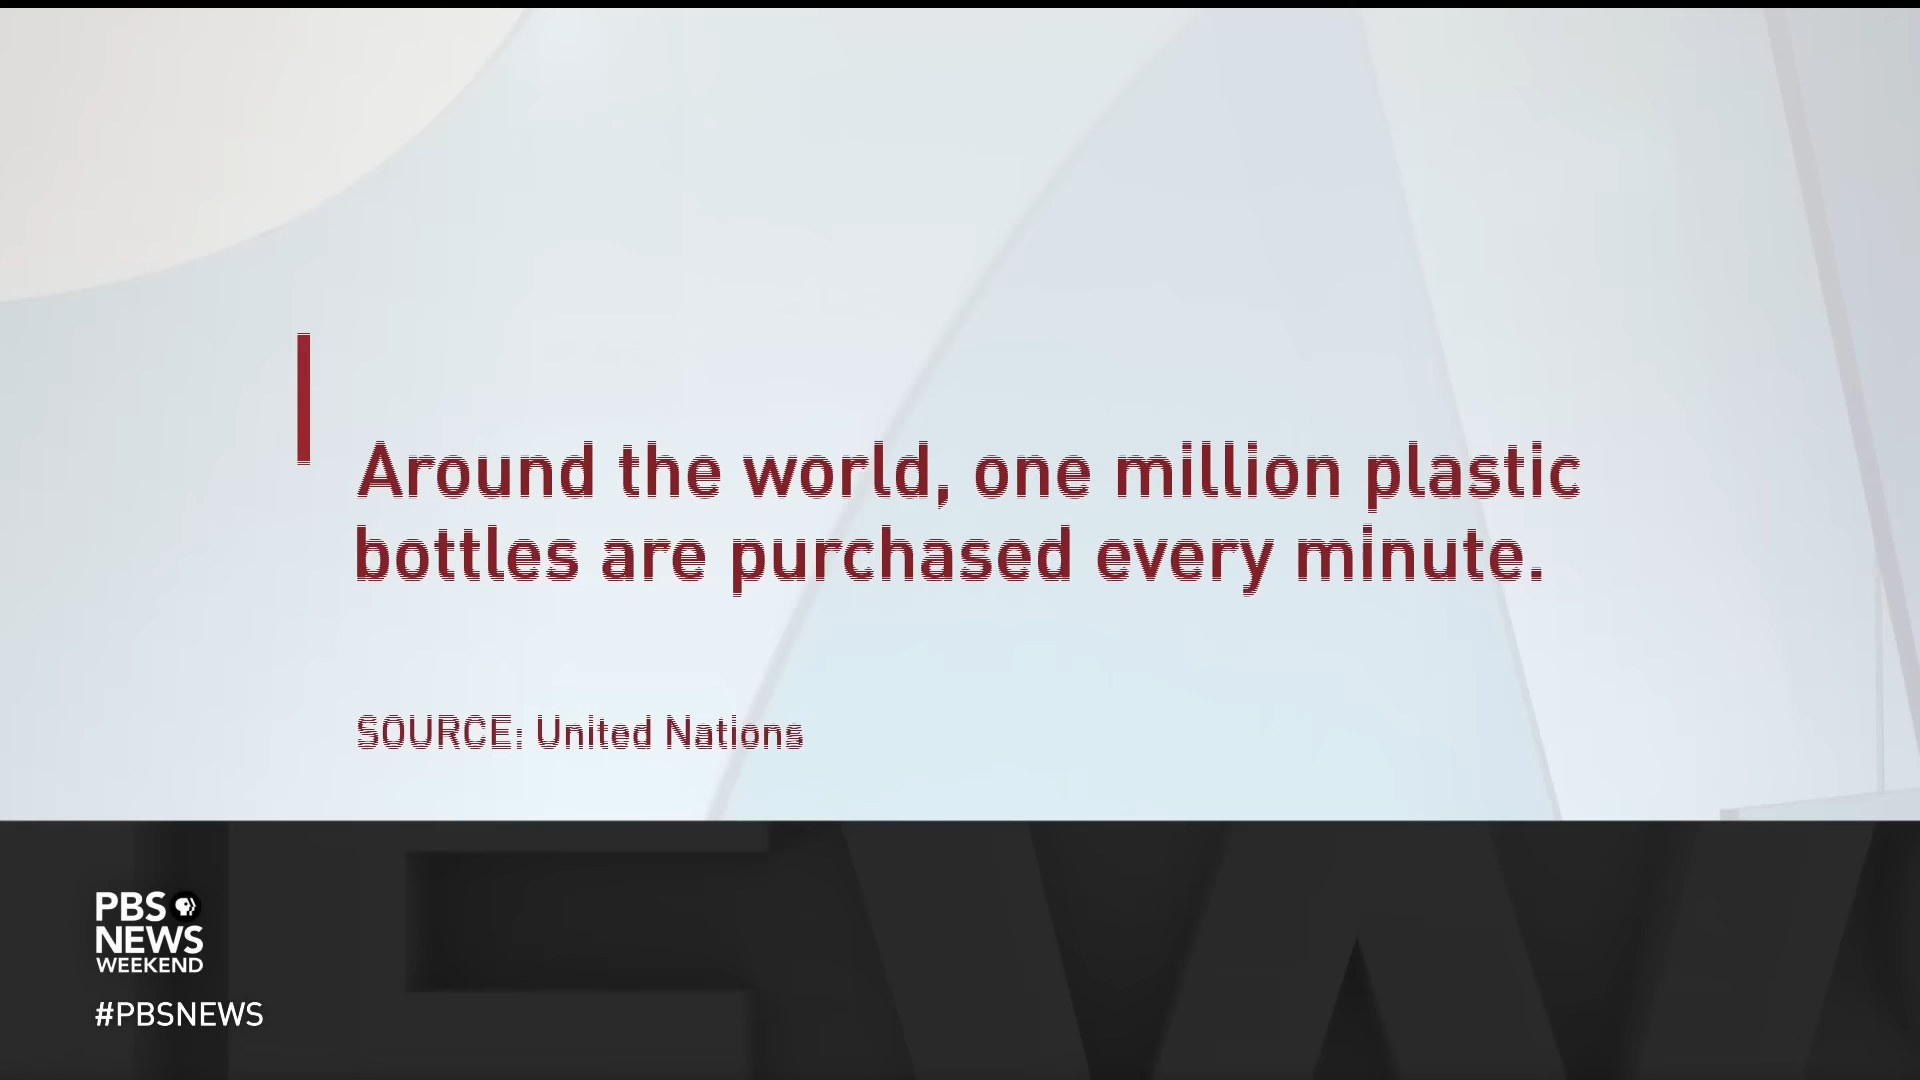 Around the world, one million plastic
bottles are purchased every minute.
SOURCE: United Nations
PBS
NEWS
WEEKEND
#PBSNEWS